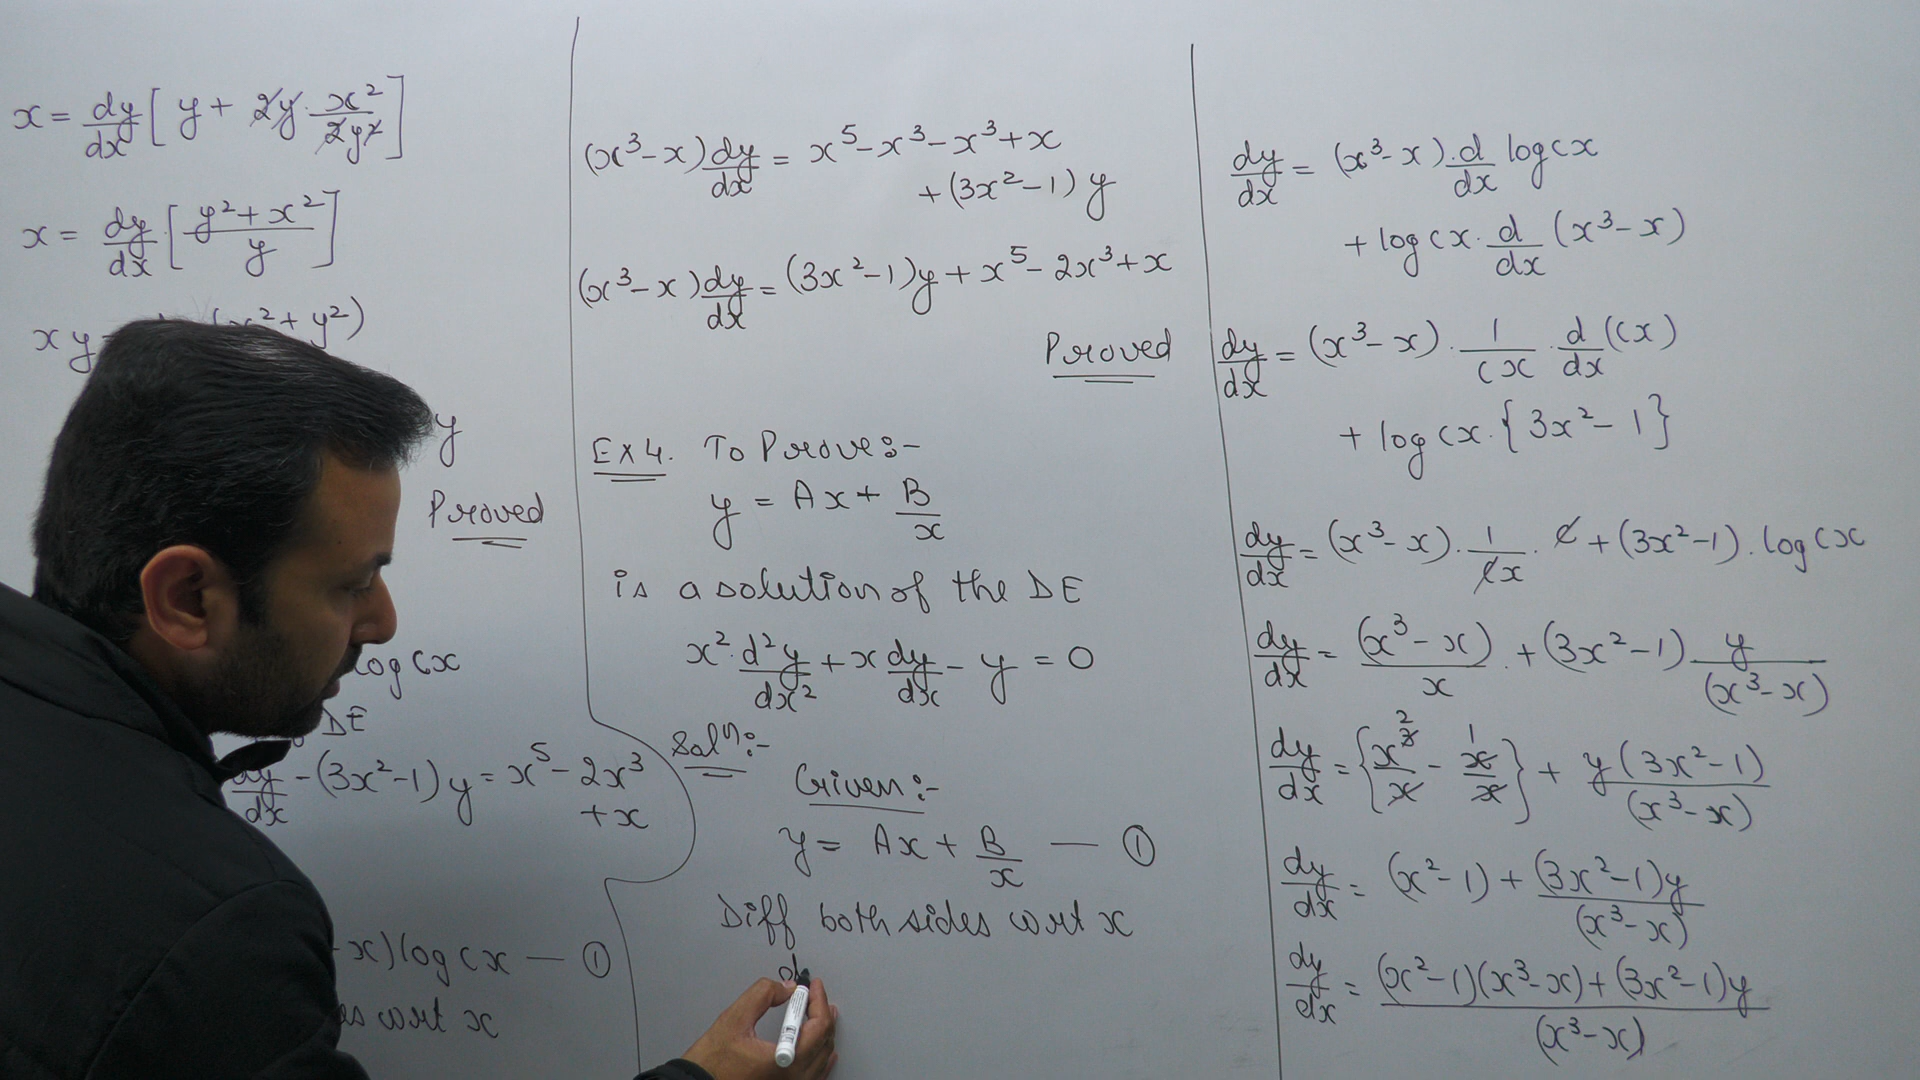 x = dy/dx [ y + 2y · x²/2y² ]
x = dy/dx · [ (y² + x²)/y ]
xy (x² + y²)
y
Proved
log cx
DE
dy/dx - (3x² - 1) y = x⁵ - 2x³
+ x
x) log cx — ①
wrt x
(x³ - x) dy/dx = x⁵ - x³ - x³ + x
+ (3x² - 1) y
(x³ - x) dy/dx = (3x² - 1) y + x⁵ - 2x³ + x
Proved
EX 4. To Prove:-
y = Ax + B/x
is a solution of the DE
x² · d²y/dx² + x dy/dx - y = 0
Solⁿ:-
Given:-
y = Ax + B/x — ①
Diff both sides wrt x
d
dy/dx = (x³ - x) · d/dx log cx
+ log cx · d/dx (x³ - x)
dy/dx = (x³ - x) · 1/cx · d/dx (cx)
+ log cx · {3x² - 1}
dy/dx = (x³ - x) · 1/cx · c + (3x² - 1) · log cx
dy/dx = (x³ - x)/x + (3x² - 1) y/(x³ - x)
dy/dx = {x³/x - x/x} + y(3x² - 1)/(x³ - x)
dy/dx = (x² - 1) + (3x² - 1)y/(x³ - x)
dy/dx = ((x² - 1)(x³ - x) + (3x² - 1)y)/(x³ - x)